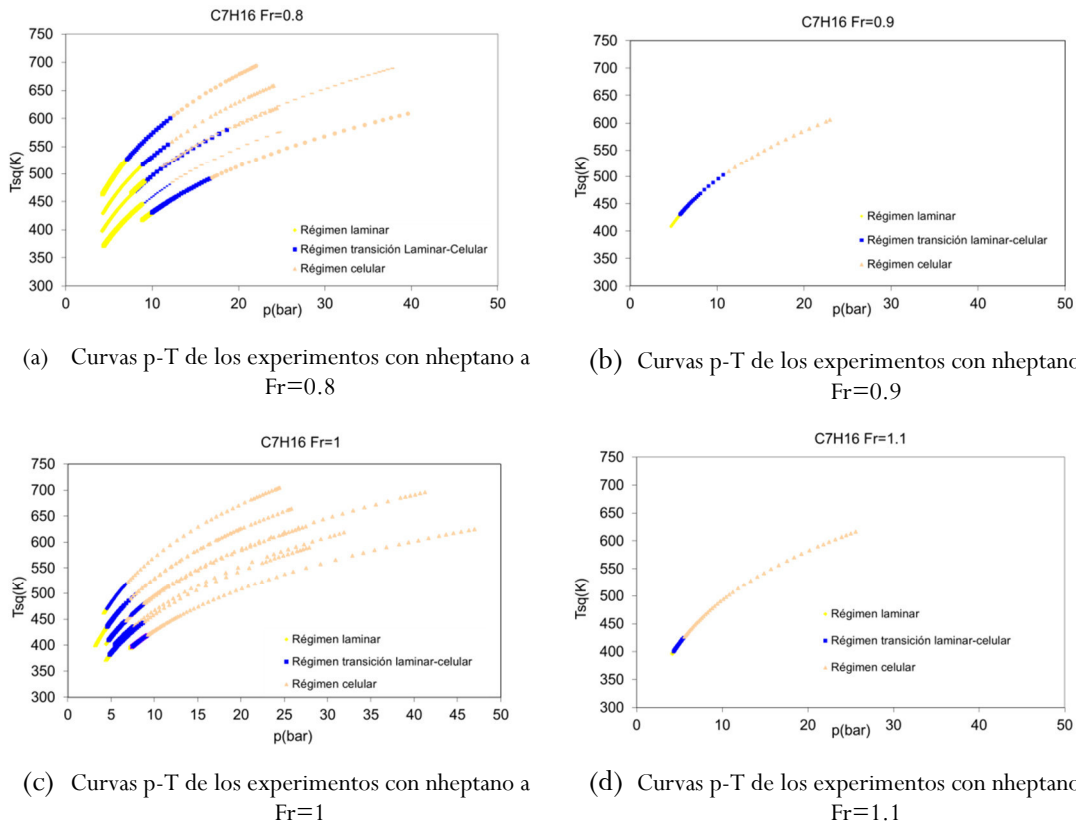 C7H16 Fr=0.8
750
700
650
600
550
500
450
400
350
300
Tsq(K)
Régimen laminar
Régimen transición Laminar-Celular
Régimen celular
0 10 20 30 40 50
p(bar)
(a) Curvas p-T de los experimentos con nheptano a
Fr=0.8
C7H16 Fr=0.9
750
700
650
600
550
500
450
400
350
300
Tsq(K)
Régimen laminar
Régimen transición laminar-celular
Régimen celular
0 10 20 30 40 50
p(bar)
(b) Curvas p-T de los experimentos con nheptano
Fr=0.9
C7H16 Fr=1
750
700
650
600
550
500
450
400
350
300
Tsq(K)
Régimen laminar
Régimen transición laminar-celular
Régimen celular
0 5 10 15 20 25 30 35 40 45 50
p(bar)
(c) Curvas p-T de los experimentos con nheptano a
Fr=1
C7H16 Fr=1.1
750
700
650
600
550
500
450
400
350
300
Tsq(K)
Régimen laminar
Régimen transición laminar-celular
Régimen celular
0 10 20 30 40 50
p(bar)
(d) Curvas p-T de los experimentos con nheptano
Fr=1.1